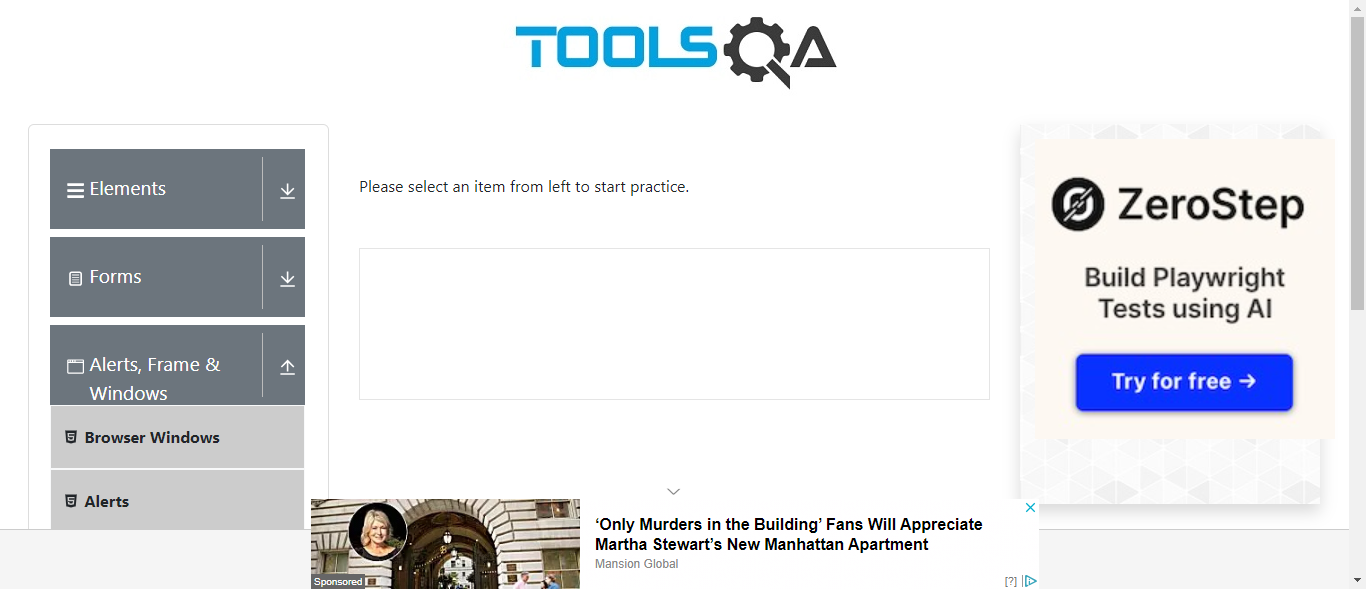 TOOLSQA
Elements
Forms
Alerts, Frame &
Windows
Browser Windows
Alerts
Please select an item from left to start practice.
ZeroStep
Build Playwright
Tests using AI
Try for free →
‘Only Murders in the Building’ Fans Will Appreciate
Martha Stewart’s New Manhattan Apartment
Mansion Global
Sponsored
[?]